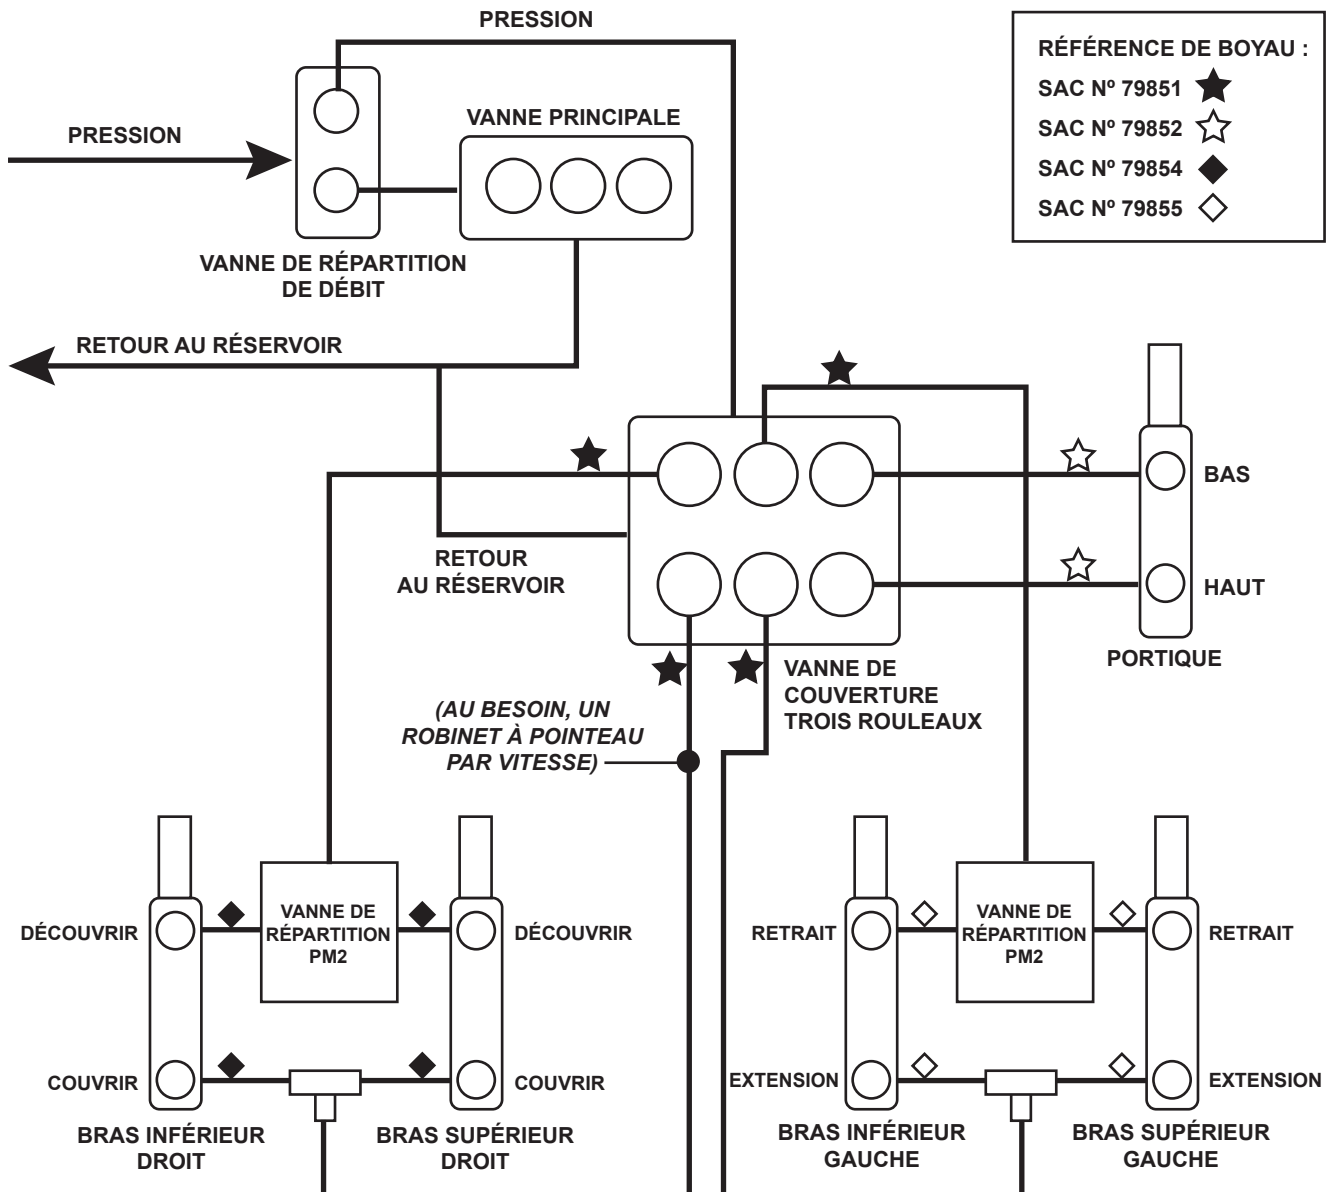 PRESSION
RÉFÉRENCE DE BOYAU :
SAC Nº 79851
SAC Nº 79852
SAC Nº 79854
SAC Nº 79855
PRESSION
VANNE PRINCIPALE
VANNE DE RÉPARTITION
DE DÉBIT
RETOUR AU RÉSERVOIR
BAS
HAUT
PORTIQUE
RETOUR
AU RÉSERVOIR
VANNE DE
COUVERTURE
TROIS ROULEAUX
(AU BESOIN, UN
ROBINET À POINTEAU
PAR VITESSE)
DÉCOUVRIR
VANNE DE
RÉPARTITION
PM2
DÉCOUVRIR
COUVRIR
COUVRIR
BRAS INFÉRIEUR
DROIT
BRAS SUPÉRIEUR
DROIT
RETRAIT
VANNE DE
RÉPARTITION
PM2
RETRAIT
EXTENSION
EXTENSION
BRAS INFÉRIEUR
GAUCHE
BRAS SUPÉRIEUR
GAUCHE